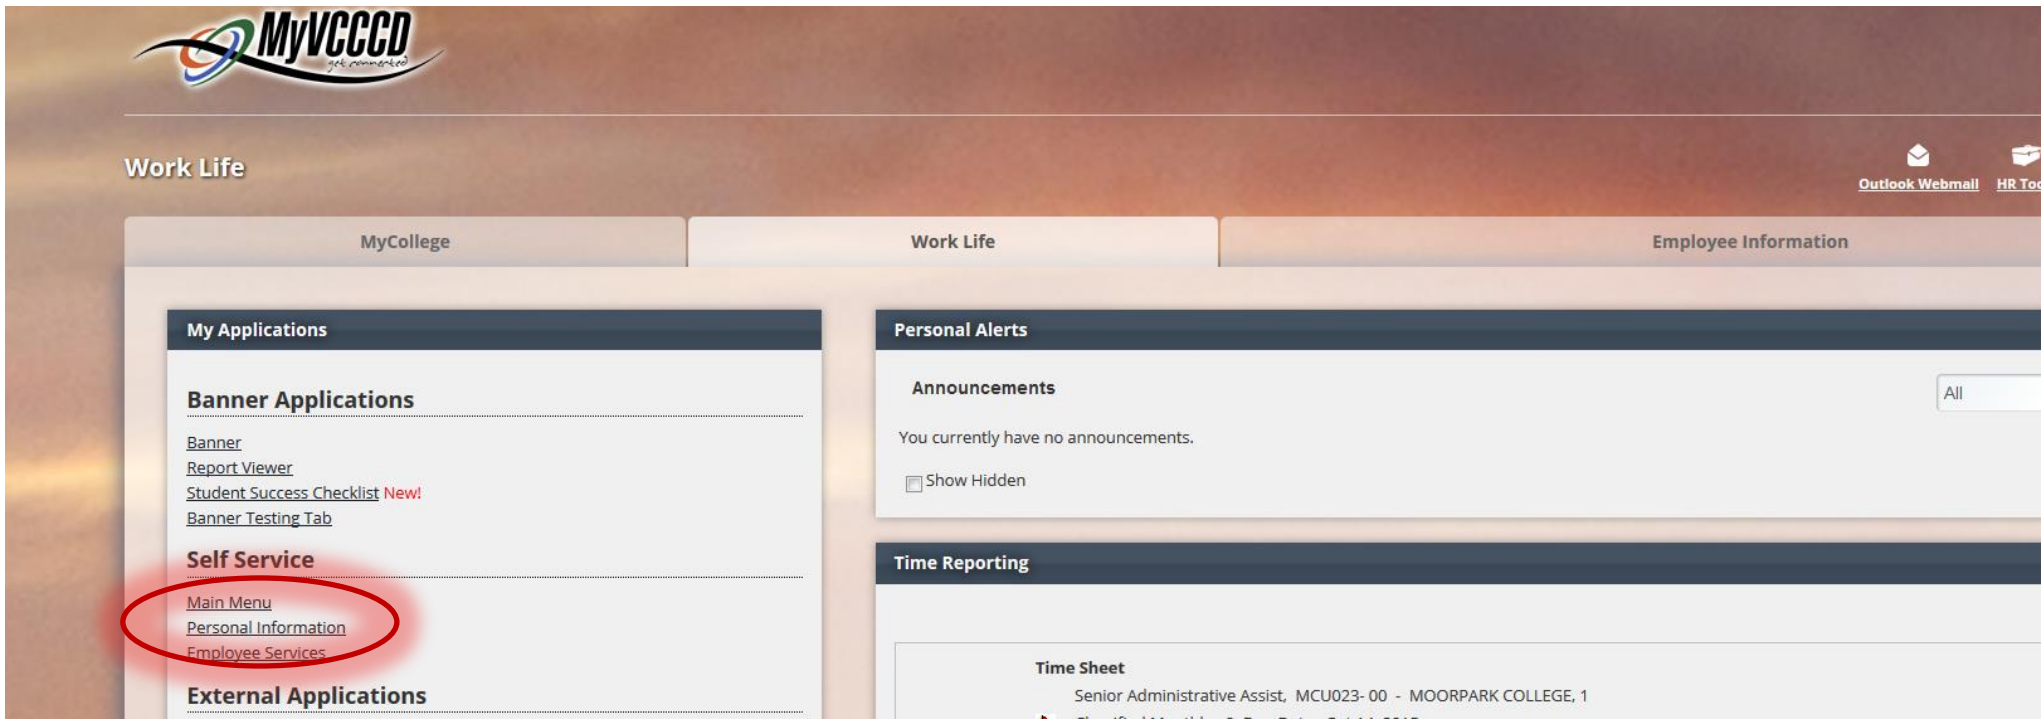 MyVCCCD
get connected
Work Life
Outlook Webmail HR
MyCollege Work Life Employee Information
My Applications
Banner Applications
Banner
Report Viewer
Student Success Checklist New!
Banner Testing Tab
Self Service
Main Menu
Personal Information
Employee Services
External Applications
Personal Alerts
Announcements
All
You currently have no announcements.
Show Hidden
Time Reporting
Time Sheet
Senior Administrative Assist, MCU023- 00 - MOORPARK COLLEGE, 1